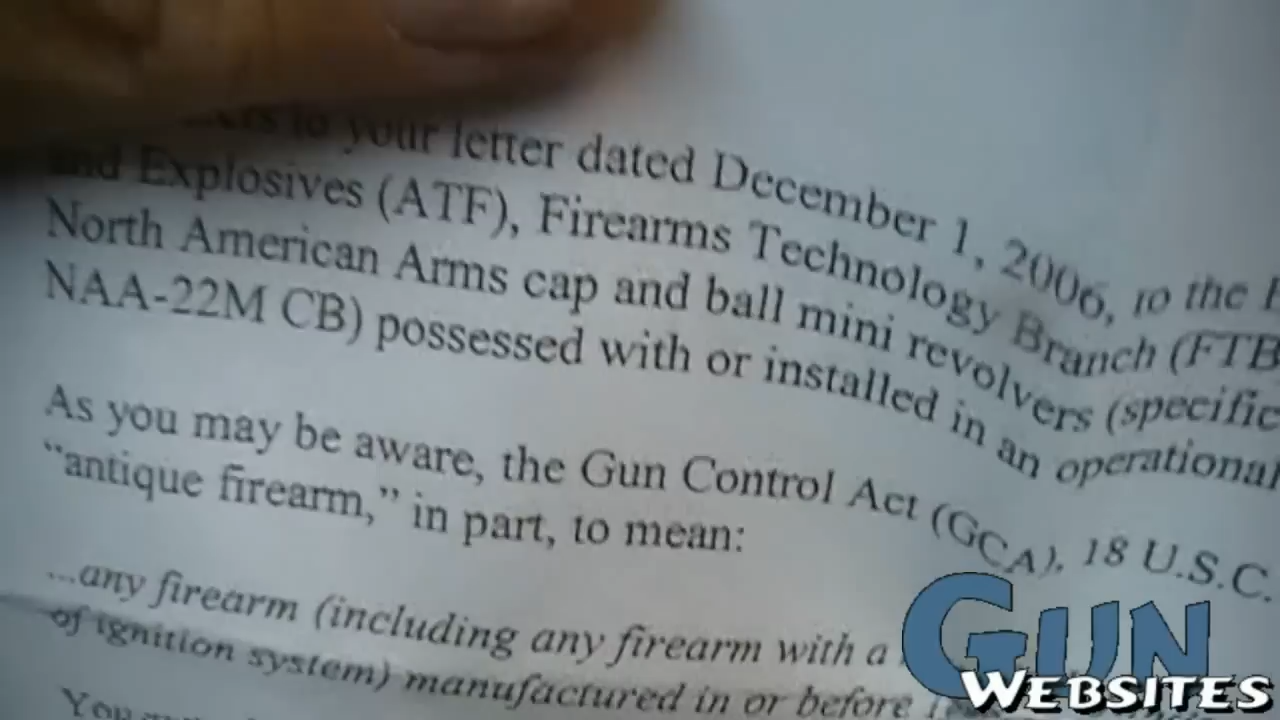 to your letter dated December 1, 2006, to the
and Explosives (ATF), Firearms Technology Branch (FTB
North American Arms cap and ball mini revolvers (specific
NAA-22M CB) possessed with or installed in an operational
As you may be aware, the Gun Control Act (GCA), 18 U.S.C.
"antique firearm," in part, to mean:
...any firearm (including any firearm with a
of ignition system) manufactured in or before
You
GUN
WEBSITES